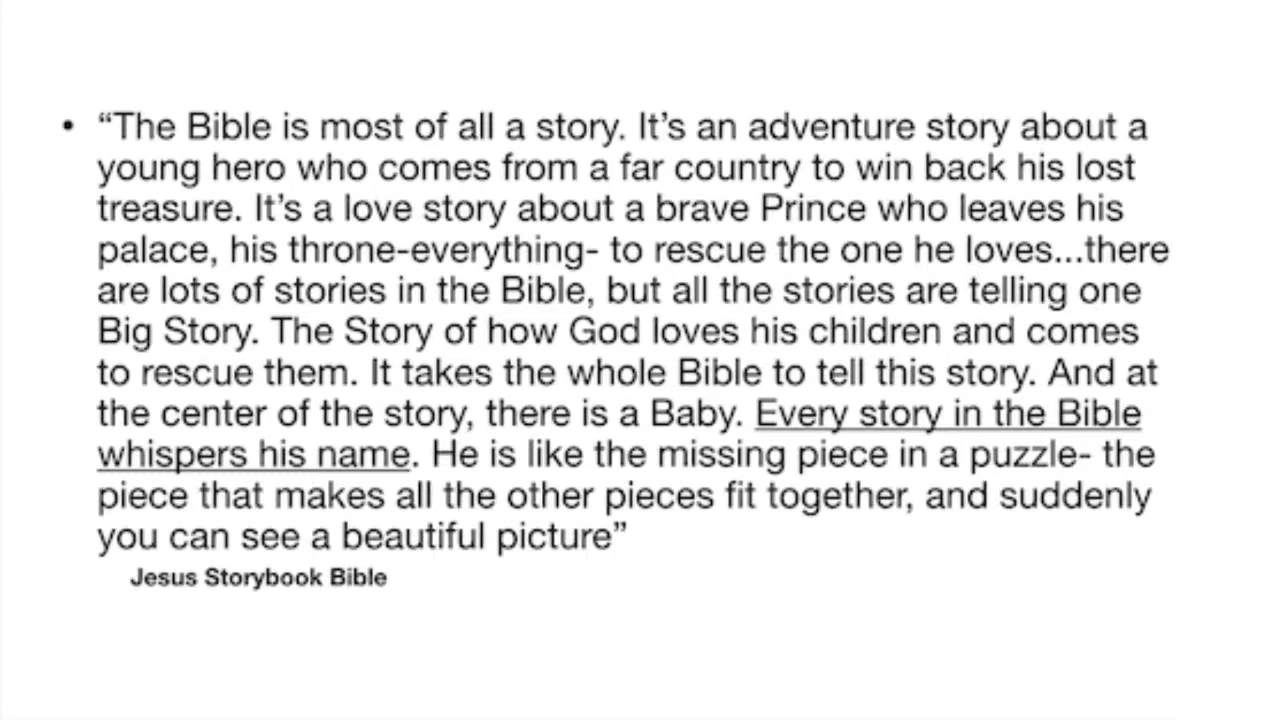 • “The Bible is most of all a story. It’s an adventure story about a
young hero who comes from a far country to win back his lost
treasure. It’s a love story about a brave Prince who leaves his
palace, his throne-everything- to rescue the one he loves...there
are lots of stories in the Bible, but all the stories are telling one
Big Story. The Story of how God loves his children and comes
to rescue them. It takes the whole Bible to tell this story. And at
the center of the story, there is a Baby. Every story in the Bible
whispers his name. He is like the missing piece in a puzzle- the
piece that makes all the other pieces fit together, and suddenly
you can see a beautiful picture”
Jesus Storybook Bible